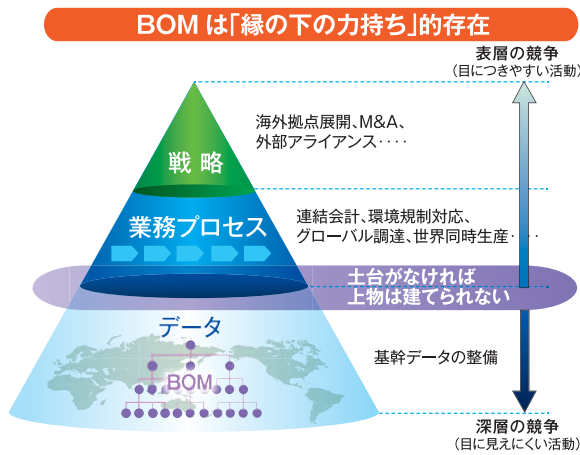 BOMは「縁の下の力持ち」的存在
表層の競争
(目につきやすい活動)
海外拠点展開、M&A、
外部アライアンス‥‥
戦略
連結会計、環境規制対応、
グローバル調達、世界同時生産‥‥
業務プロセス
土台がなければ
上物は建てられない
データ
基幹データの整備
BOM
深層の競争
(目に見えにくい活動)